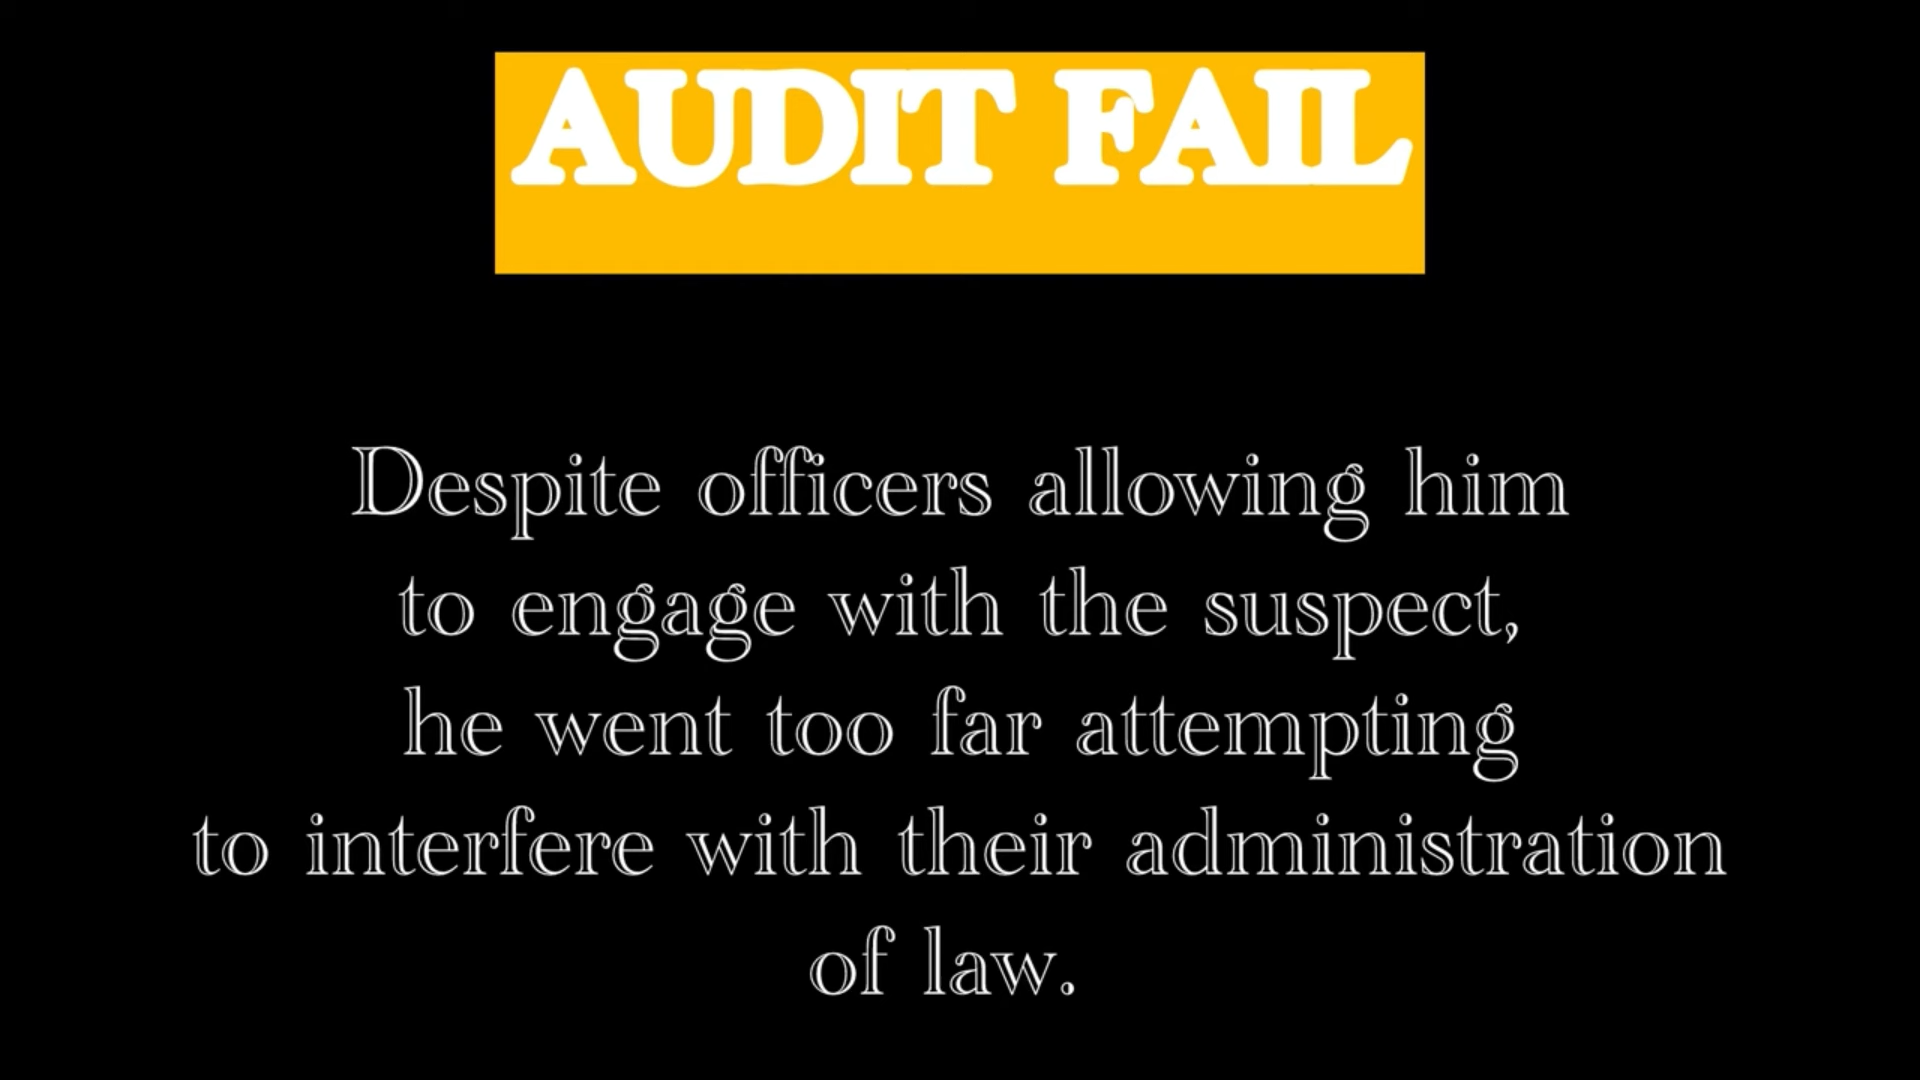 AUDIT FAIL
Despite officers allowing him
to engage with the suspect,
he went too far attempting
to interfere with their administration
of law.